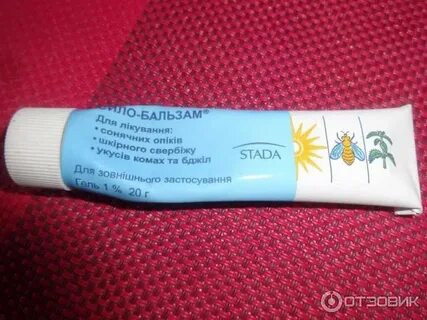 СИЛО-БАЛЬЗАМ®
Для лікування:
• сонячних опіків
• шкірного свербіжу
• укусів комах та бджіл
STADA
Для зовнішнього застосування
Гель 1% 20 г
ОТЗОВИК